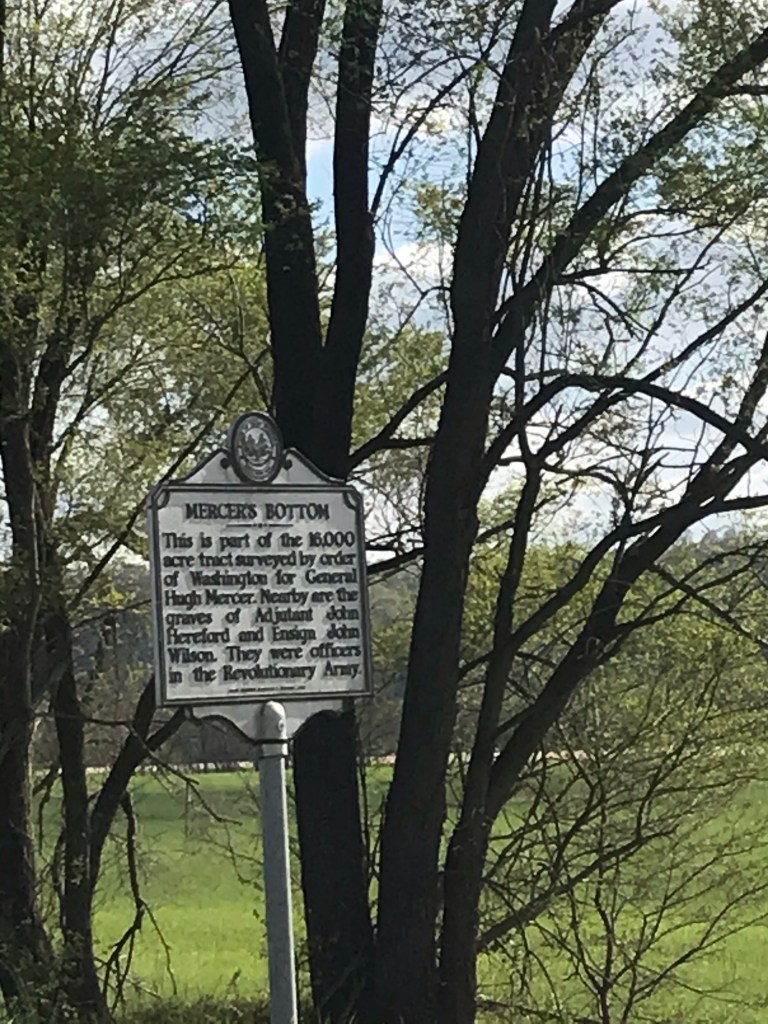 MERCER'S BOTTOM
This is part of the 16,000
acre tract surveyed by order
of Washington for General
Hugh Mercer. Nearby are the
graves of Adjutant John
Hereford and Ensign John
Wilson. They were officers
in the Revolutionary Army.